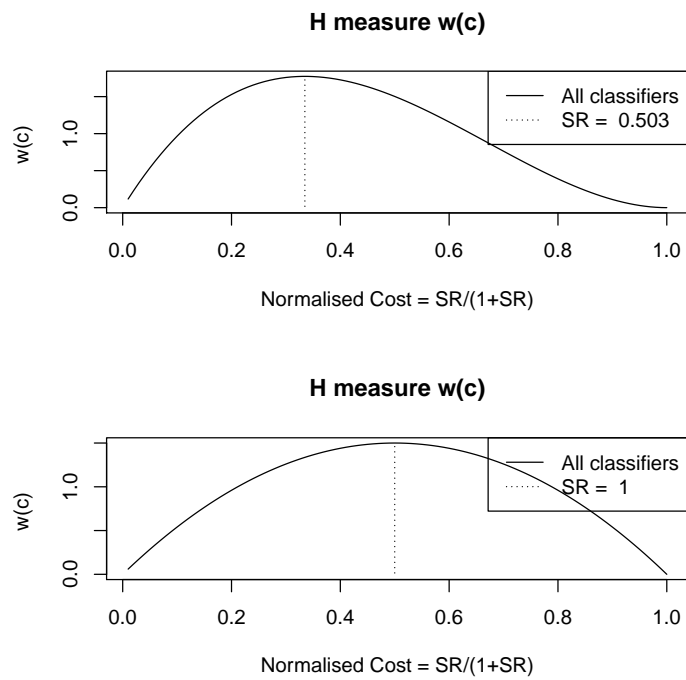 H measure w(c)
w(c)
0.0 1.0
All classifiers
SR = 0.503
0.0 0.2 0.4 0.6 0.8 1.0
Normalised Cost = SR/(1+SR)
H measure w(c)
w(c)
0.0 1.0
All classifiers
SR = 1
0.0 0.2 0.4 0.6 0.8 1.0
Normalised Cost = SR/(1+SR)